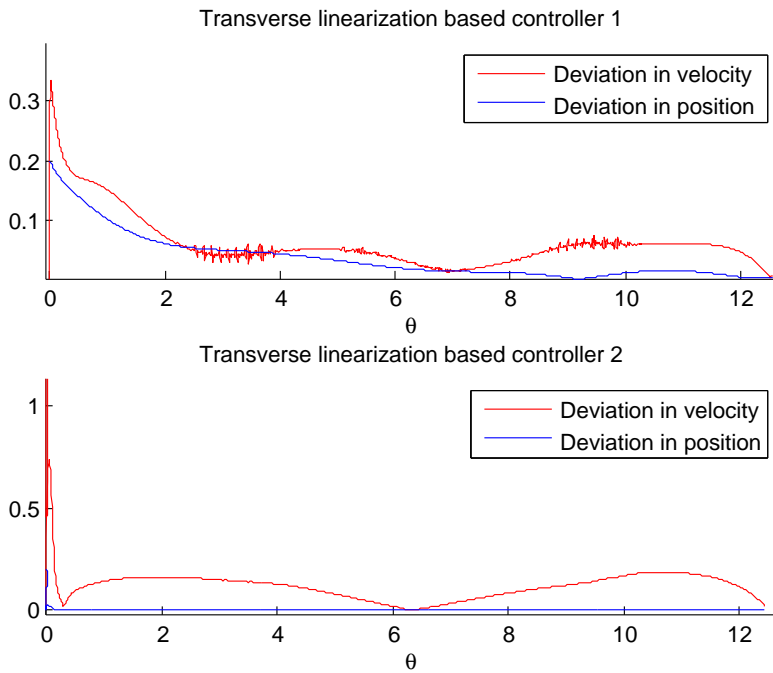 Transverse linearization based controller 1
Deviation in velocity
Deviation in position
0.3
0.2
0.1
0 2 4 6 8 10 12
θ
Transverse linearization based controller 2
Deviation in velocity
Deviation in position
1
0.5
0
0 2 4 6 8 10 12
θ